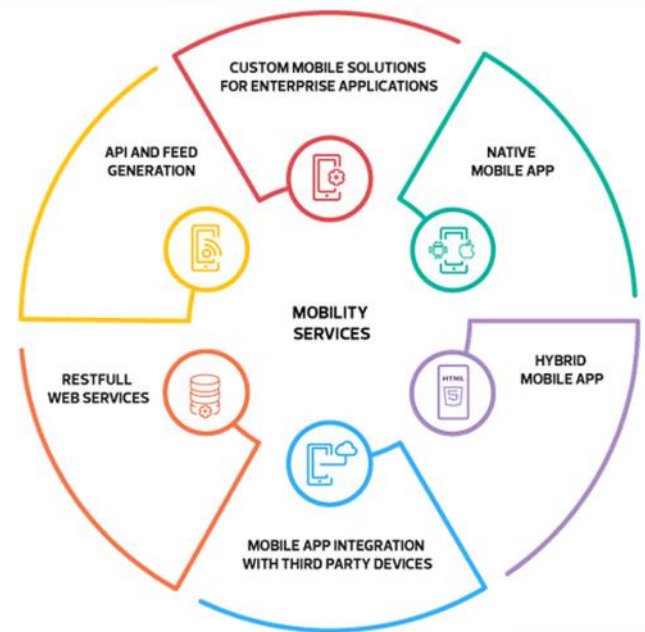 CUSTOM MOBILE SOLUTIONS
FOR ENTERPRISE APPLICATIONS
API AND FEED
GENERATION
NATIVE
MOBILE APP
MOBILITY
SERVICES
RESTFULL
WEB SERVICES
HYBRID
MOBILE APP
HTML
5
MOBILE APP INTEGRATION
WITH THIRD PARTY DEVICES